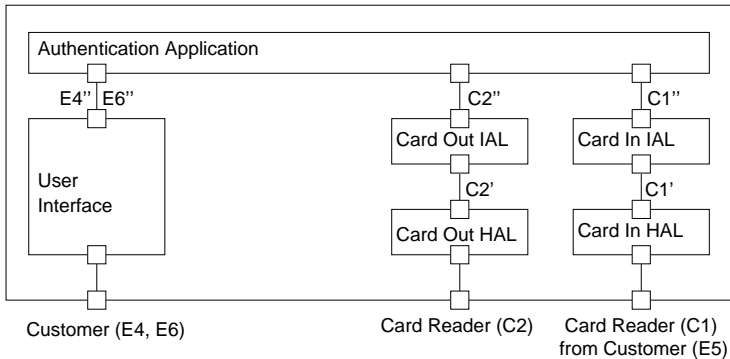 Authentication Application
E4’’ E6’’
C2’’
C1’’
User
Interface
Card Out IAL
Card In IAL
C2’
C1’
Card Out HAL
Card In HAL
Customer (E4, E6)
Card Reader (C2)
Card Reader (C1)
from Customer (E5)